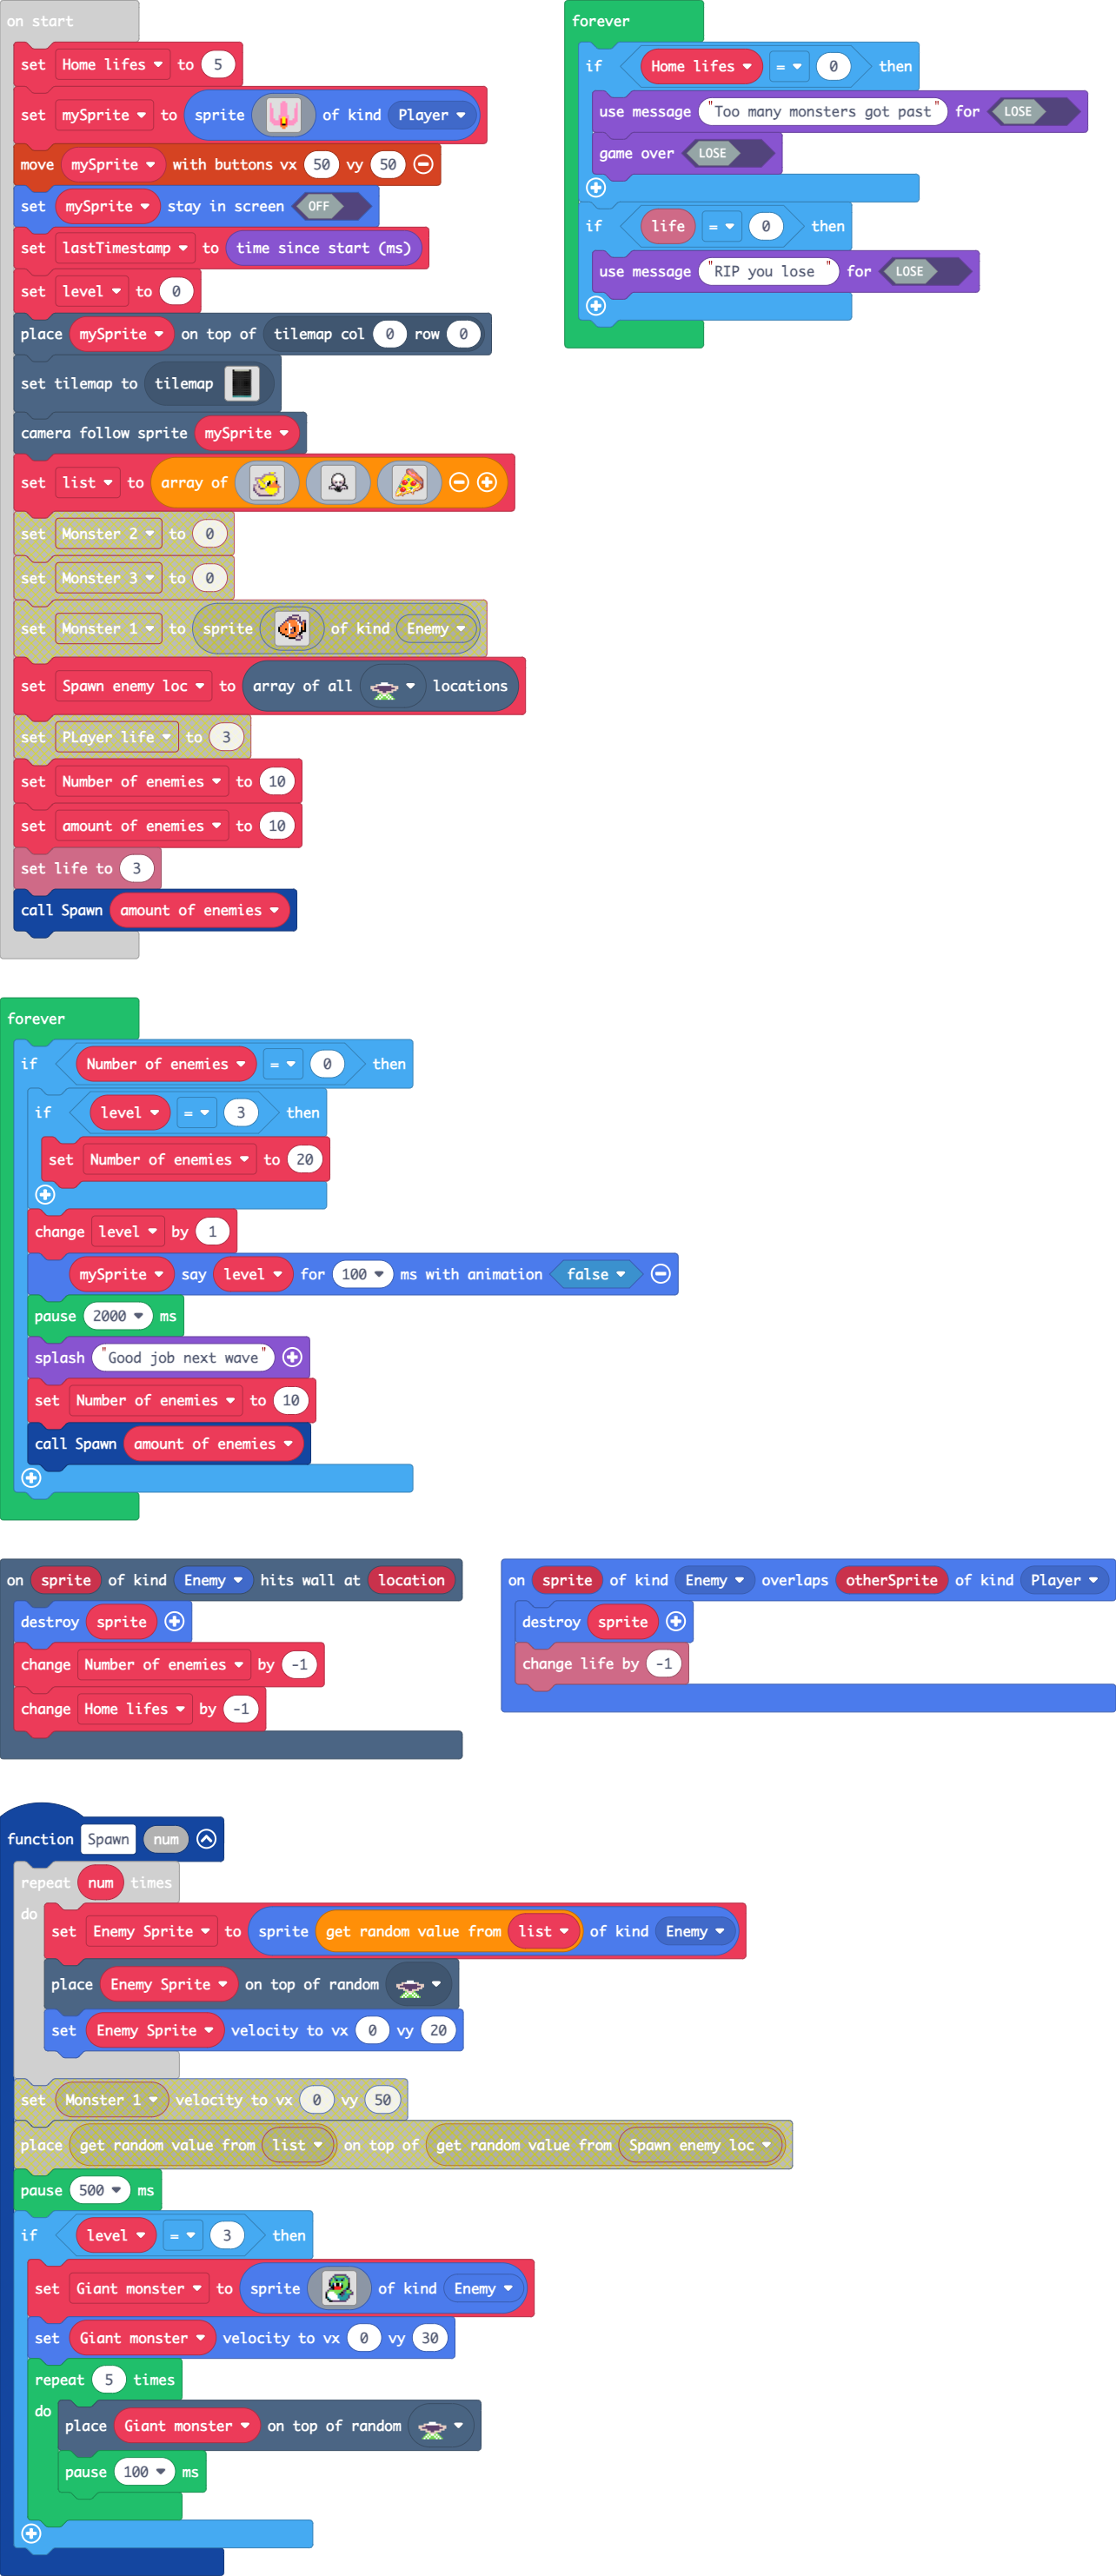 on start
set Home lifes to 5
set mySprite to sprite of kind Player
move mySprite with buttons vx 50 vy 50
set mySprite stay in screen OFF
set lastTimestamp to time since start (ms)
set level to 0
place mySprite on top of tilemap col 0 row 0
set tilemap to tilemap
camera follow sprite mySprite
set list to array of
set Monster 2 to 0
set Monster 3 to 0
set Monster 1 to sprite of kind Enemy
set Spawn enemy loc to array of all locations
set PLayer life to 3
set Number of enemies to 10
set amount of enemies to 10
set life to 3
call Spawn amount of enemies
forever
if Home lifes = 0 then
use message "Too many monsters got past" for LOSE
game over LOSE
if life = 0 then
use message "RIP you lose " for LOSE
forever
if Number of enemies = 0 then
if level = 3 then
set Number of enemies to 20
change level by 1
mySprite say level for 100 ms with animation false
pause 2000 ms
splash "Good job next wave"
set Number of enemies to 10
call Spawn amount of enemies
on sprite of kind Enemy hits wall at location
destroy sprite
change Number of enemies by -1
change Home lifes by -1
on sprite of kind Enemy overlaps otherSprite of kind Player
destroy sprite
change life by -1
function Spawn num
repeat num times
do
set Enemy Sprite to sprite get random value from list of kind Enemy
place Enemy Sprite on top of random
set Enemy Sprite velocity to vx 0 vy 20
set Monster 1 velocity to vx 0 vy 50
place get random value from list on top of get random value from Spawn enemy loc
pause 500 ms
if level = 3 then
set Giant monster to sprite of kind Enemy
set Giant monster velocity to vx 0 vy 30
repeat 5 times
do
place Giant monster on top of random
pause 100 ms